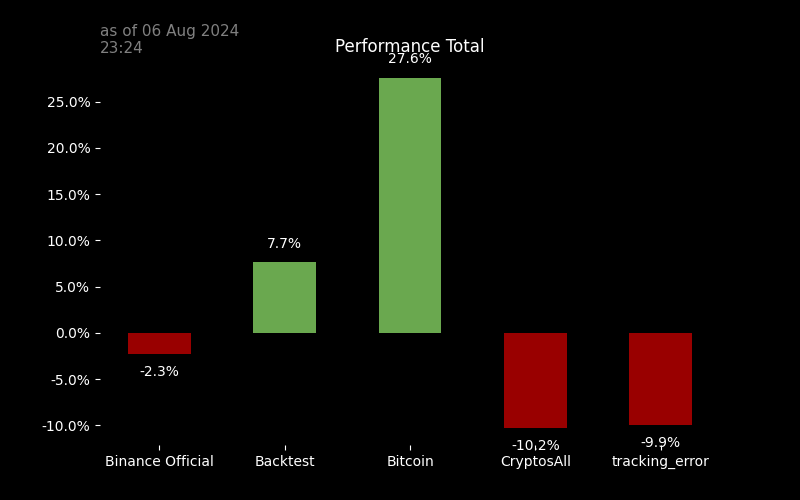 as of 06 Aug 2024
23:24
Performance Total
27.6%
25.0%
20.0%
15.0%
10.0%
7.7%
5.0%
0.0%
-2.3%
-5.0%
-10.0%
-10.2%
-9.9%
Binance Official
Backtest
Bitcoin
CryptosAll
tracking_error